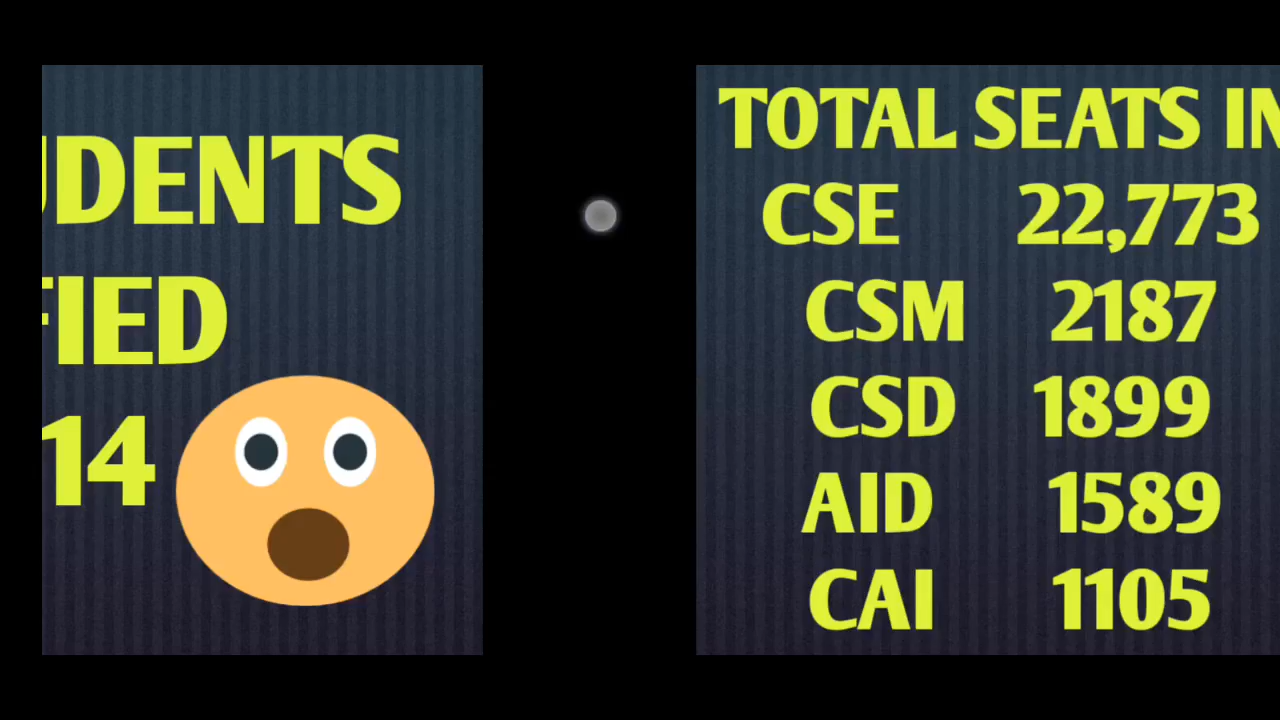 UDENTS
FIED
14
TOTAL SEATS IN
CSE 22,773
CSM 2187
CSD 1899
AID 1589
CAI 1105